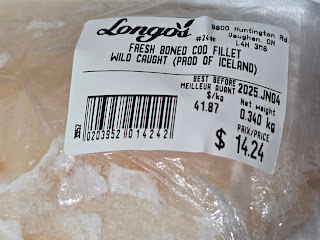 Longo's
8800 Huntington Rd
Vaughan, ON
#24# L4H 3M6
FRESH BONED COD FILLET
WILD CAUGHT (PROD OF ICELAND)
BEST BEFORE
MEILLEUR AVANT 2025.JN04
$/kg Net Weight
41.87 0.340 kg
PRIX/PRICE
$ 14.24
0203952 014242